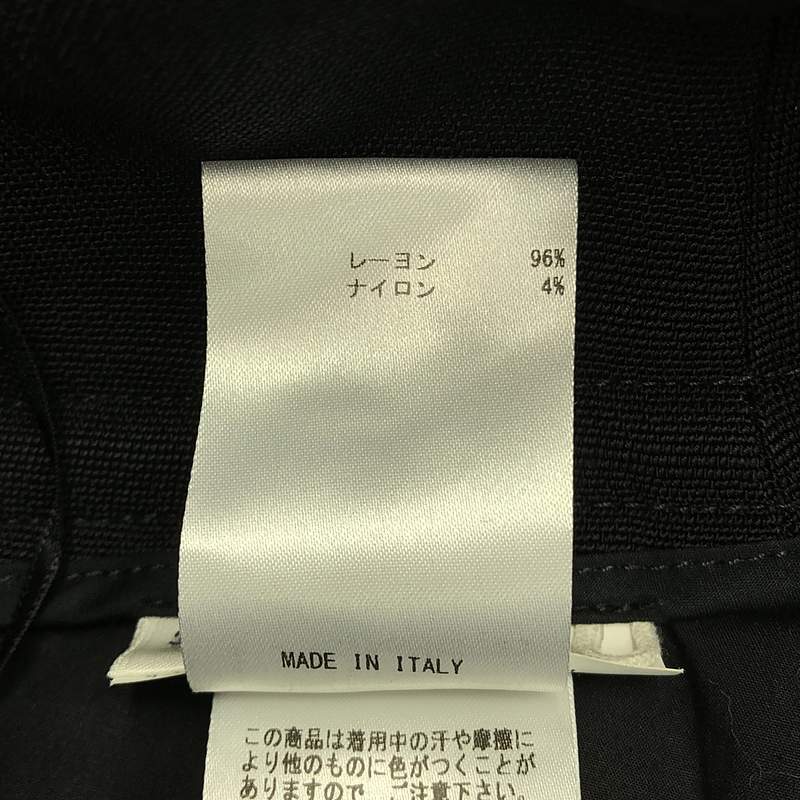 レーヨン 96%
ナイロン 4%
MADE IN ITALY
この商品は着用中の汗や摩擦に
より他のものに色がつくことが
ありますので、ご注意下さい。